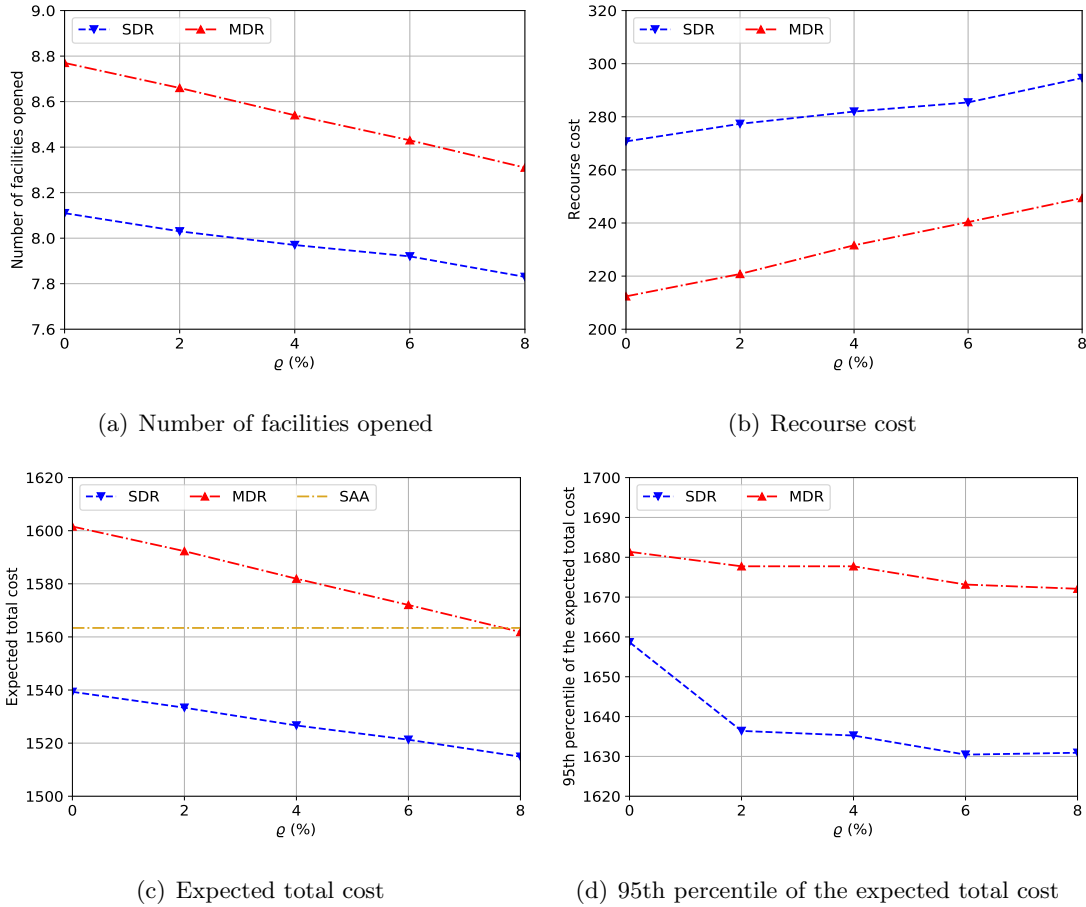 SDR MDR
Number of facilities opened
9.0
8.8
8.6
8.4
8.2
8.0
7.8
7.6
0 2 4 6 8
ϱ (%)
(a) Number of facilities opened
SDR MDR
Recourse cost
320
300
280
260
240
220
200
0 2 4 6 8
ϱ (%)
(b) Recourse cost
SDR MDR SAA
Expected total cost
1620
1600
1580
1560
1540
1520
1500
0 2 4 6 8
ϱ (%)
(c) Expected total cost
SDR MDR
95th percentile of the expected total cost
1700
1690
1680
1670
1660
1650
1640
1630
1620
0 2 4 6 8
ϱ (%)
(d) 95th percentile of the expected total cost